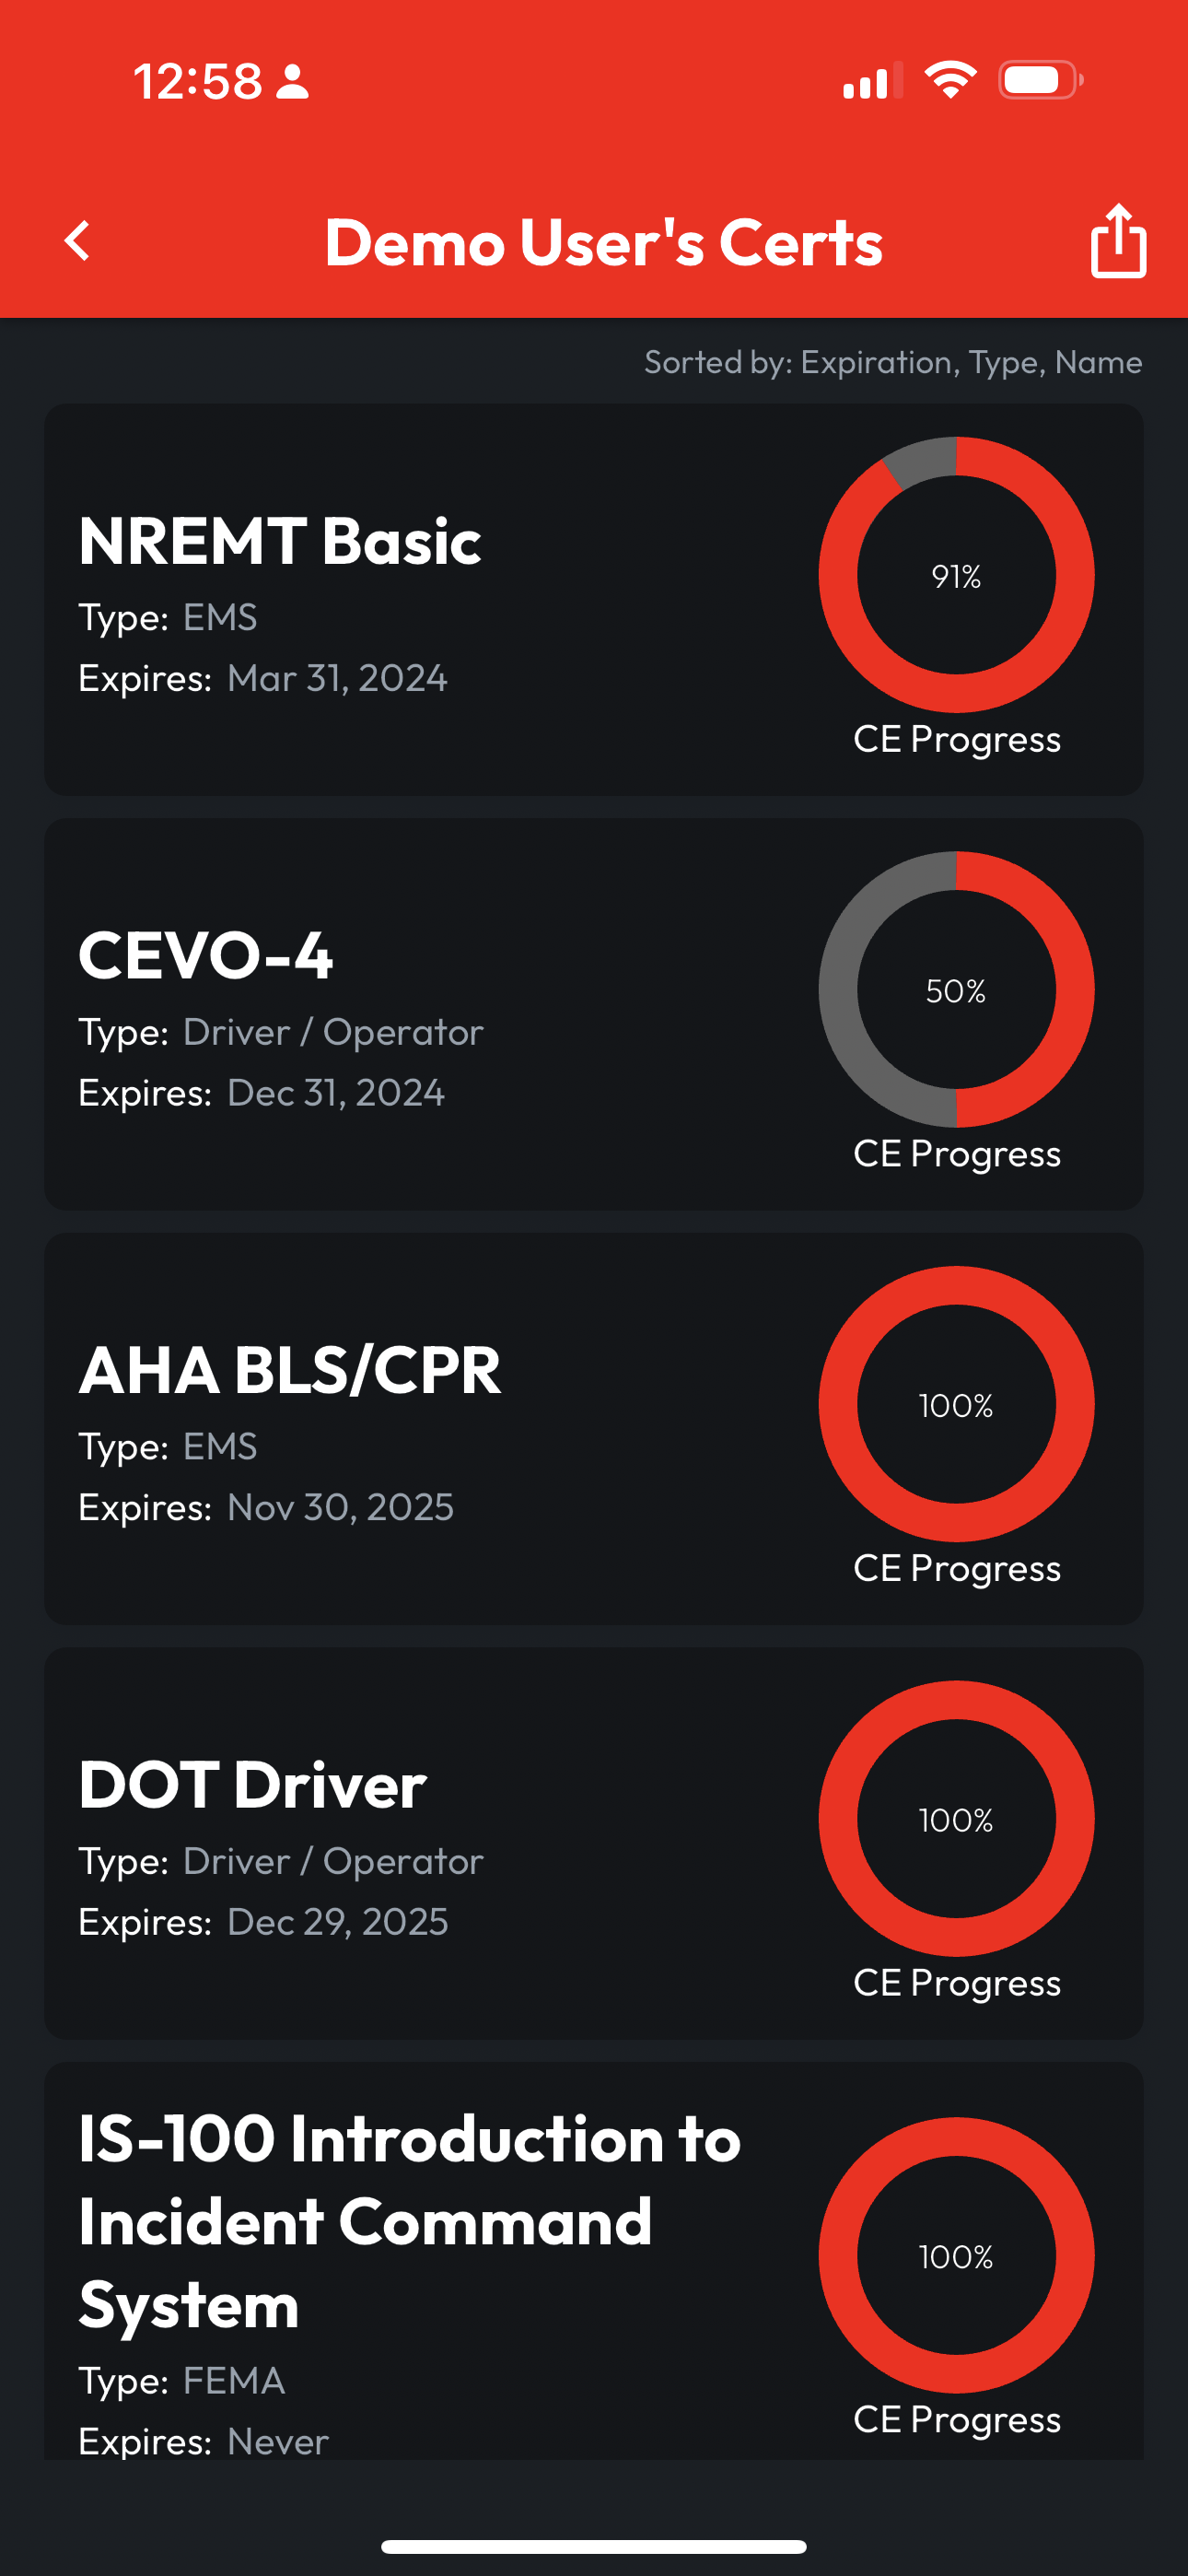 12:58
Demo User's Certs
Sorted by: Expiration, Type, Name
NREMT Basic
Type: EMS
Expires: Mar 31, 2024
91%
CE Progress
CEVO-4
Type: Driver / Operator
Expires: Dec 31, 2024
50%
CE Progress
AHA BLS/CPR
Type: EMS
Expires: Nov 30, 2025
100%
CE Progress
DOT Driver
Type: Driver / Operator
Expires: Dec 29, 2025
100%
CE Progress
IS-100 Introduction to
Incident Command
System
Type: FEMA
Expires: Never
100%
CE Progress